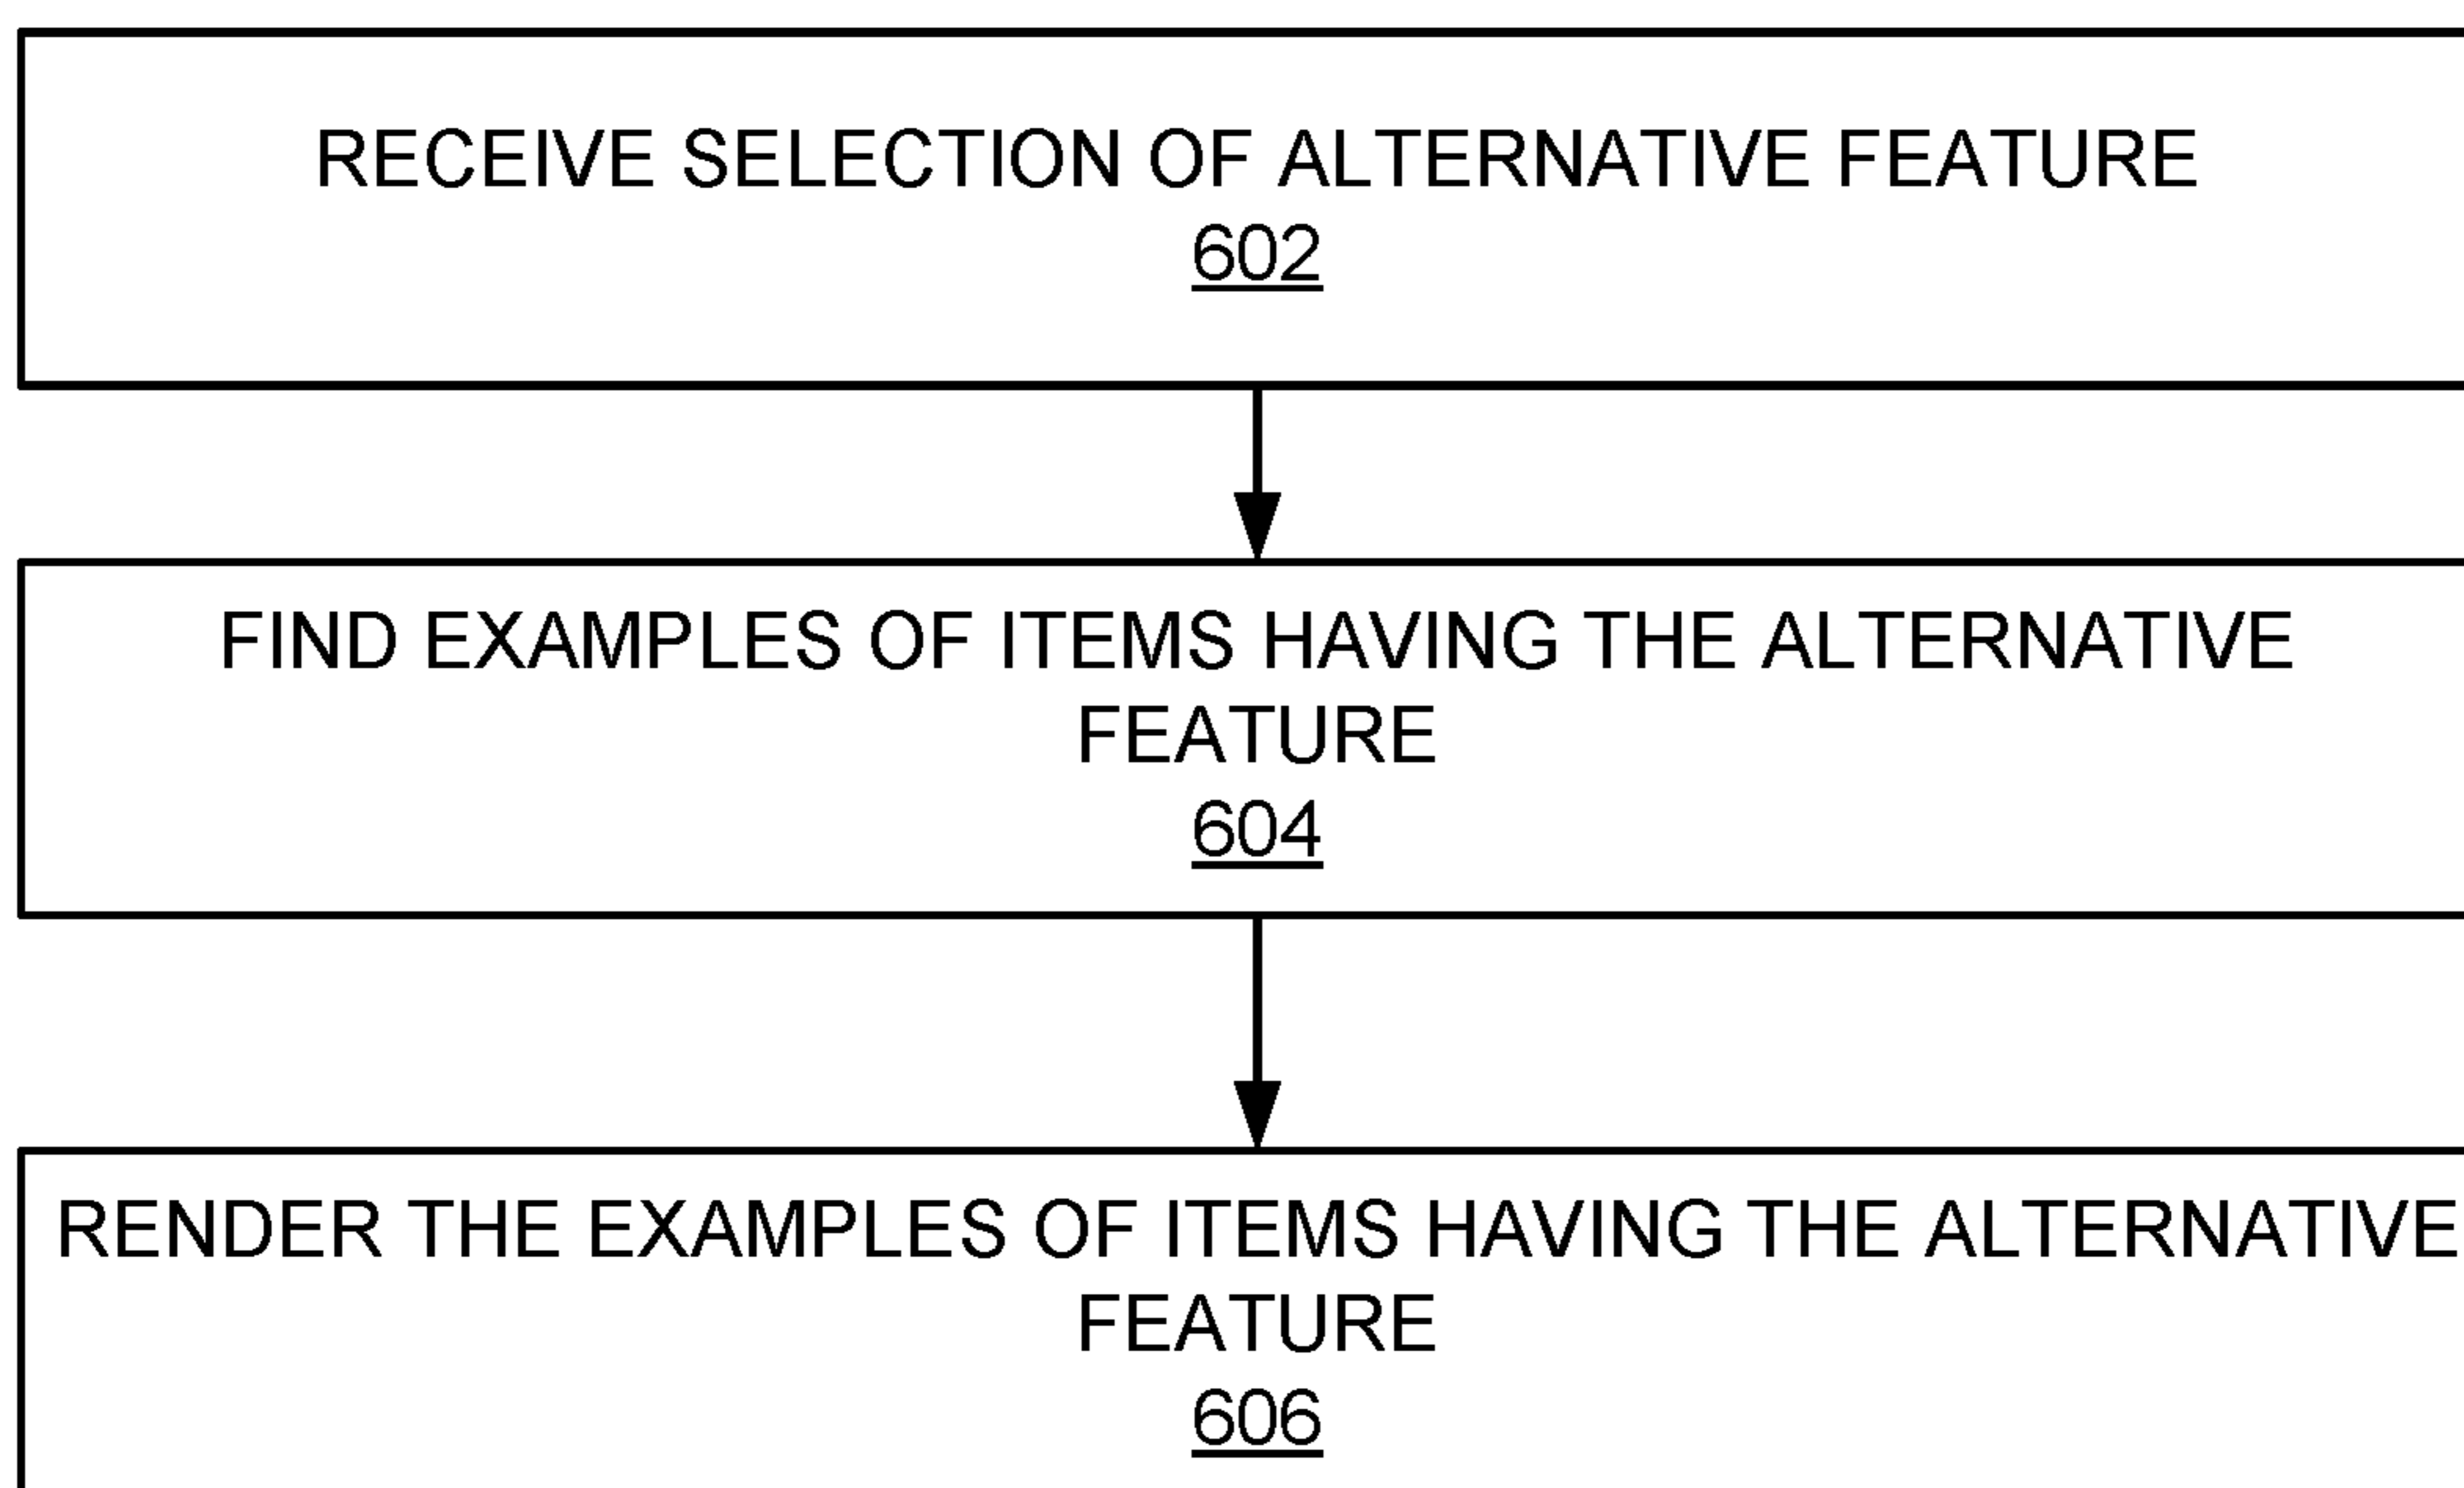 RECEIVE SELECTION OF ALTERNATIVE FEATURE
602
FIND EXAMPLES OF ITEMS HAVING THE ALTERNATIVE
FEATURE
604
RENDER THE EXAMPLES OF ITEMS HAVING THE ALTERNATIVE
FEATURE
606